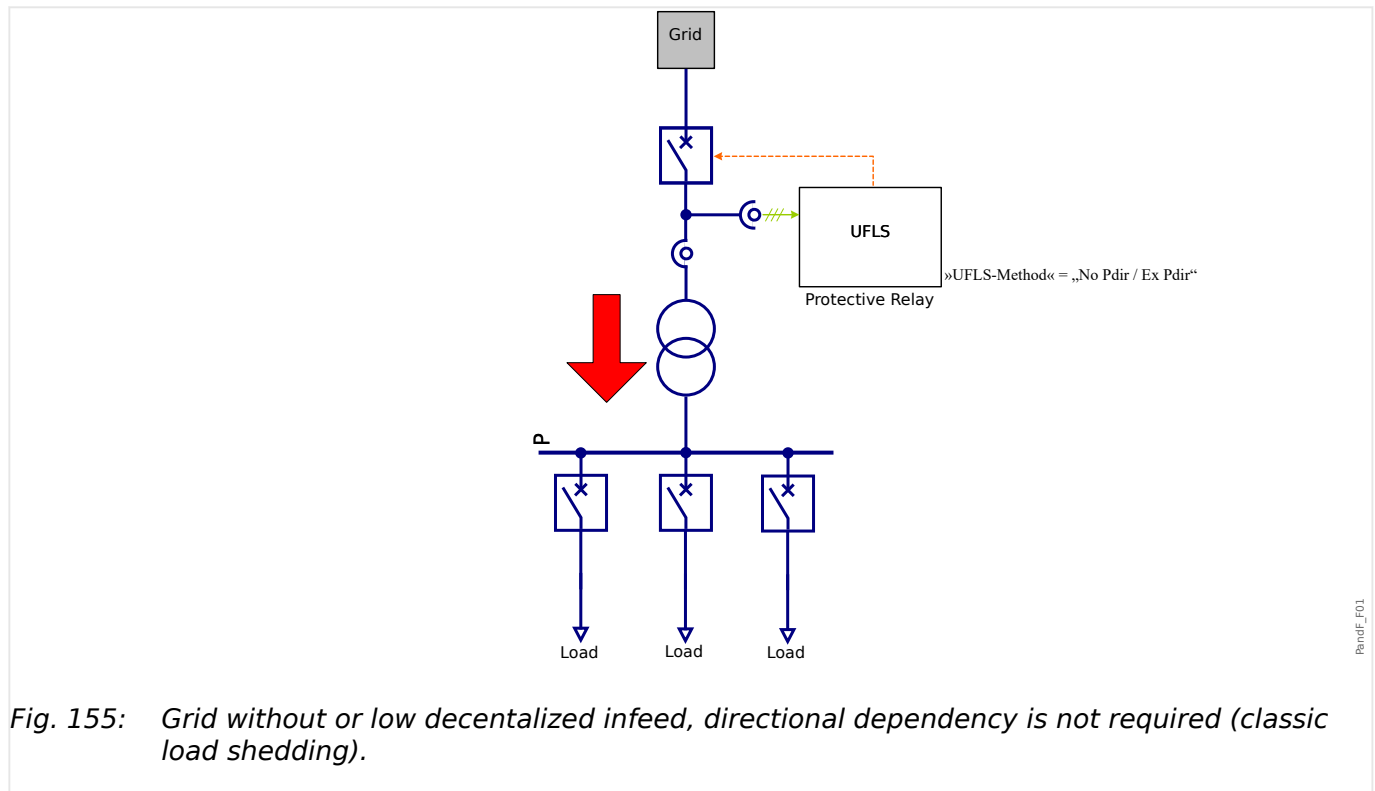 Grid
UFLS
»UFLS-Method« = „No Pdir / Ex Pdir“
Protective Relay
P
Load
Load
Load
PandF_F01
Fig. 155: Grid without or low decentalized infeed, directional dependency is not required (classic
load shedding).